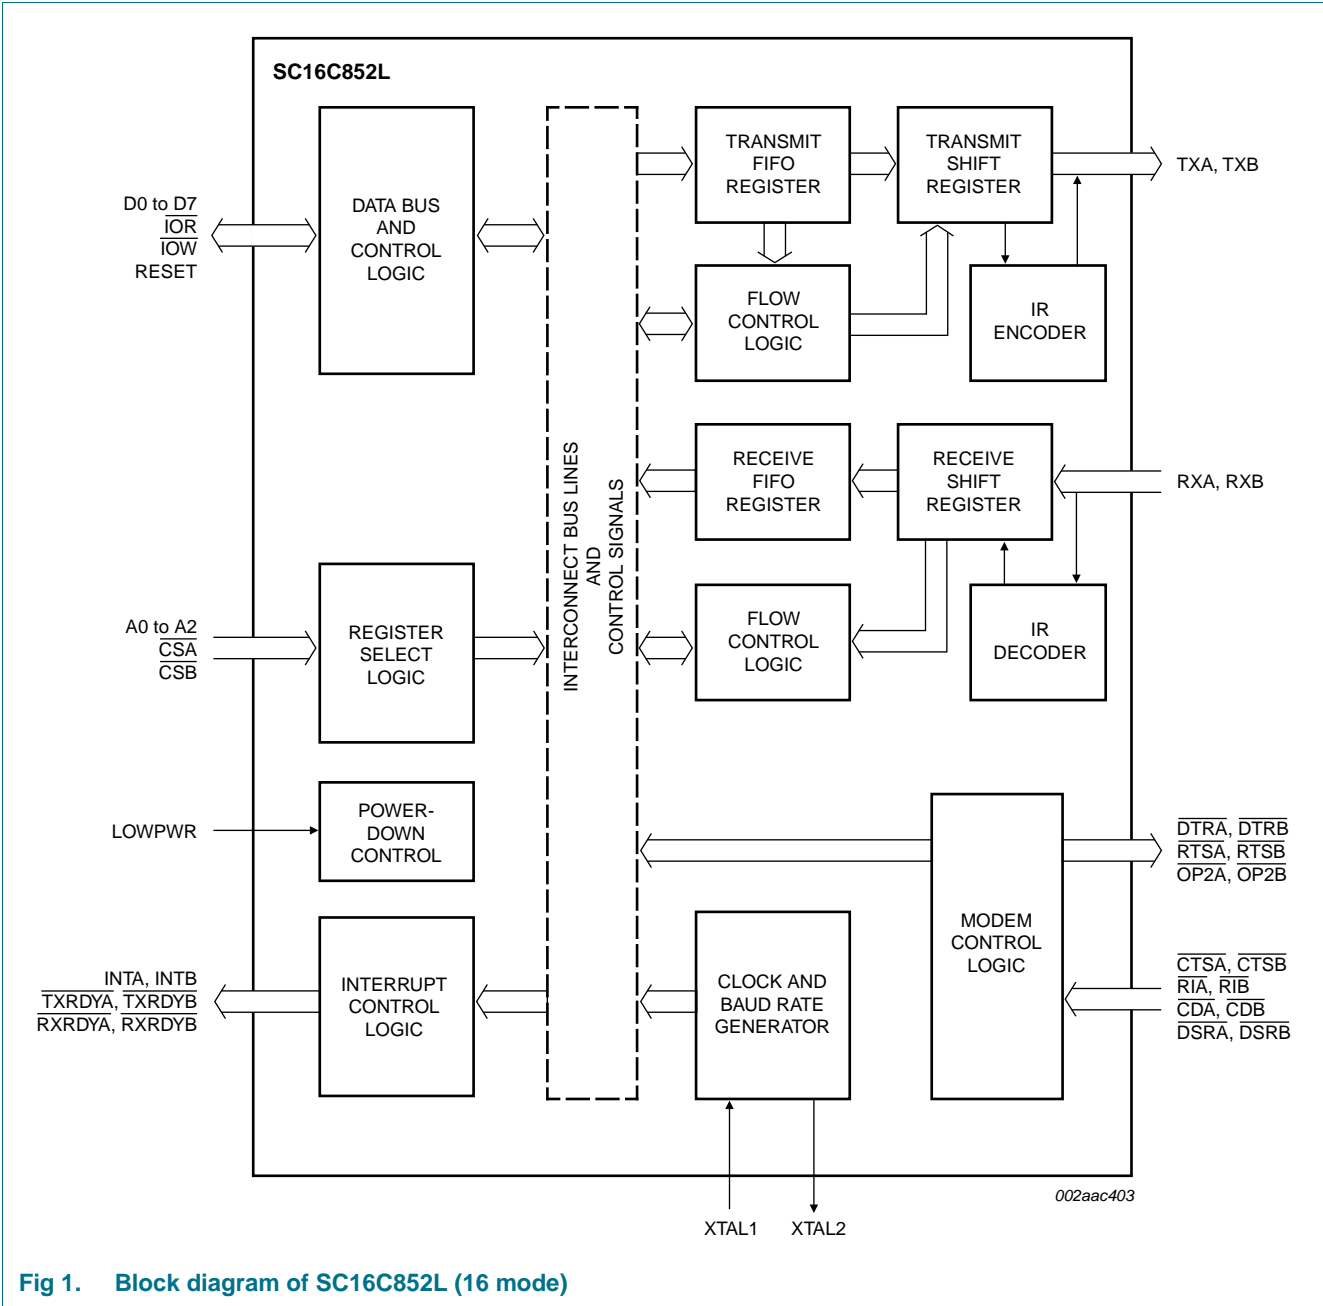 SC16C852L
D0 to D7
IOR
IOW
RESET
DATA BUS
AND
CONTROL
LOGIC
TRANSMIT
FIFO
REGISTER
TRANSMIT
SHIFT
REGISTER
TXA, TXB
FLOW
CONTROL
LOGIC
IR
ENCODER
INTERCONNECT BUS LINES
AND
CONTROL SIGNALS
RECEIVE
FIFO
REGISTER
RECEIVE
SHIFT
REGISTER
RXA, RXB
A0 to A2
CSA
CSB
REGISTER
SELECT
LOGIC
FLOW
CONTROL
LOGIC
IR
DECODER
LOWPWR
POWER-
DOWN
CONTROL
DTRA, DTRB
RTSA, RTSB
OP2A, OP2B
MODEM
CONTROL
LOGIC
INTA, INTB
TXRDYA, TXRDYB
RXRDYA, RXRDYB
INTERRUPT
CONTROL
LOGIC
CLOCK AND
BAUD RATE
GENERATOR
CTSA, CTSB
RIA, RIB
CDA, CDB
DSRA, DSRB
002aac403
XTAL1
XTAL2
Fig 1. Block diagram of SC16C852L (16 mode)